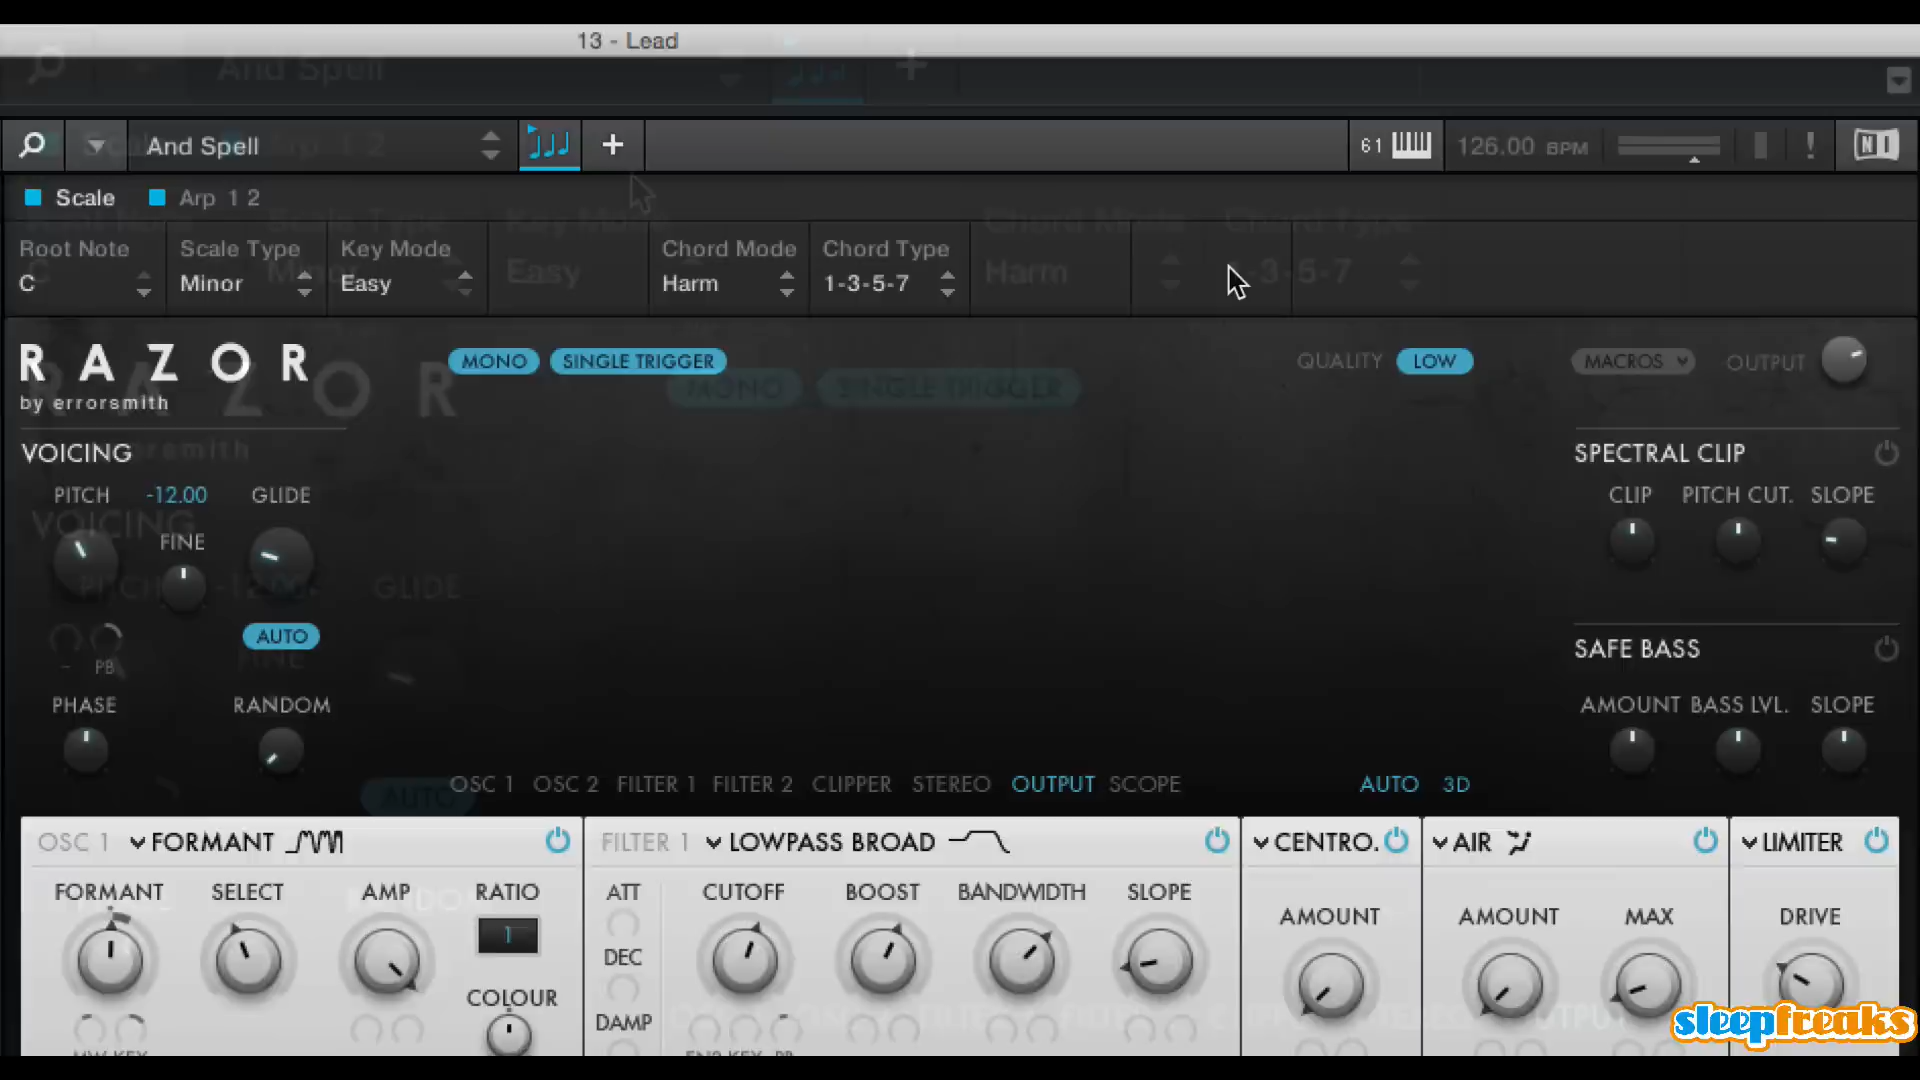 13 - Lead
And Spell
61
126.00 BPM
!
NI
Scale
Arp 1 2
Root Note
Scale Type
Key Mode
Chord Mode
Chord Type
C
Minor
Easy
Harm
1-3-5-7
RAZOR
by errorsmith
MONO
SINGLE TRIGGER
QUALITY
LOW
MACROS
OUTPUT
VOICING
SPECTRAL CLIP
PITCH
-12.00
GLIDE
CLIP
PITCH CUT.
SLOPE
FINE
AUTO
SAFE BASS
PB
PHASE
RANDOM
AMOUNT
BASS LVL.
SLOPE
OSC 1
OSC 2
FILTER 1
FILTER 2
CLIPPER
STEREO
OUTPUT
SCOPE
AUTO
3D
OSC 1
FORMANT
FILTER 1
LOWPASS BROAD
CENTRO.
AIR
LIMITER
FORMANT
SELECT
AMP
RATIO
ATT
CUTOFF
BOOST
BANDWIDTH
SLOPE
AMOUNT
AMOUNT
MAX
DRIVE
1
DEC
COLOUR
DAMP
sleepfreaks